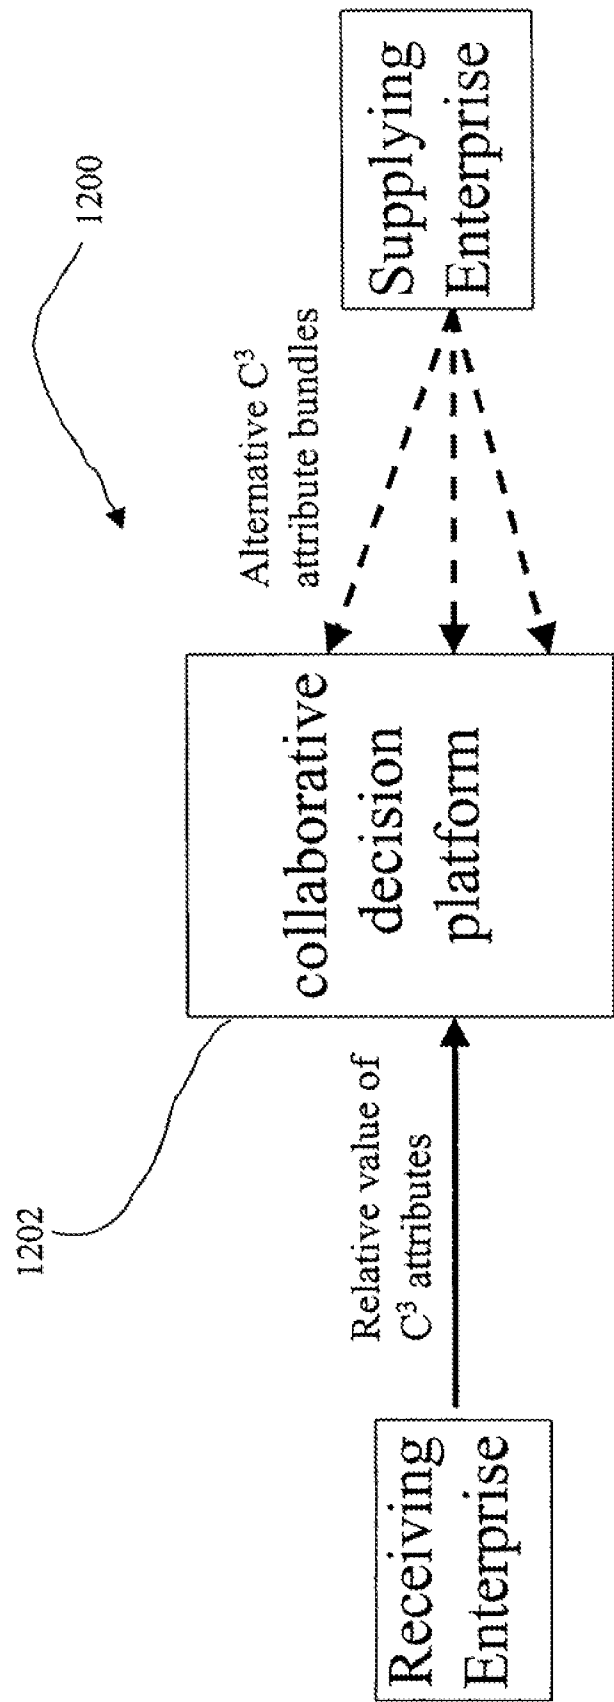 1200
1202
Receiving
Enterprise
Relative value of
C³ attributes
collaborative
decision
platform
Alternative C³
attribute bundles
Supplying
Enterprise